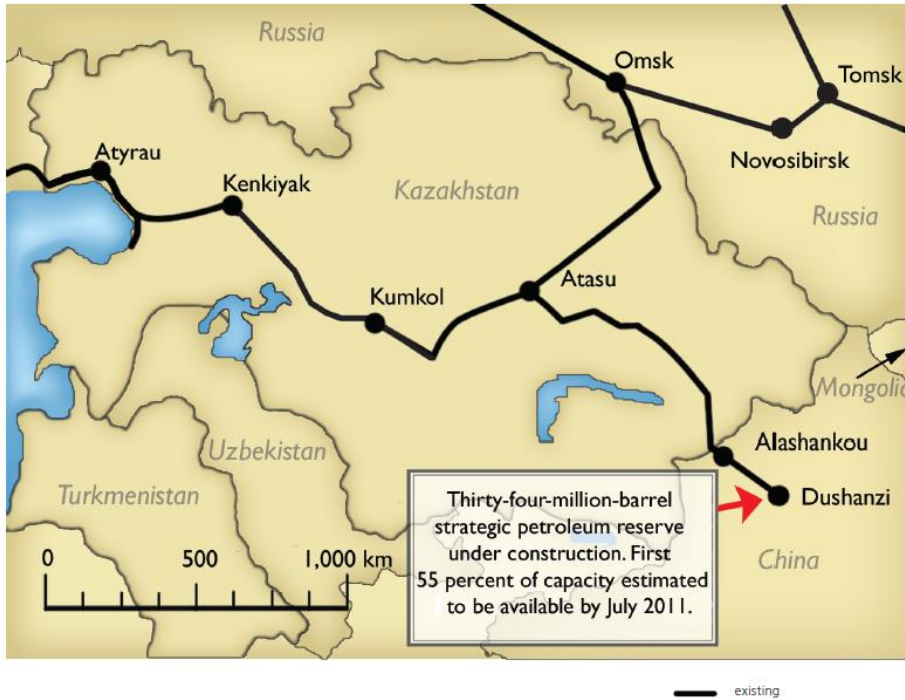 Russia
Omsk
Tomsk
Atyrau
Kenkiyak
Kazakhstan
Novosibirsk
Russia
Atasu
Kumkol
Mongolia
Alashankou
Uzbekistan
Turkmenistan
Dushanzi
Thirty-four-million-barrel
strategic petroleum reserve
under construction. First
55 percent of capacity estimated
to be available by July 2011.
China
0 500 1,000 km
existing